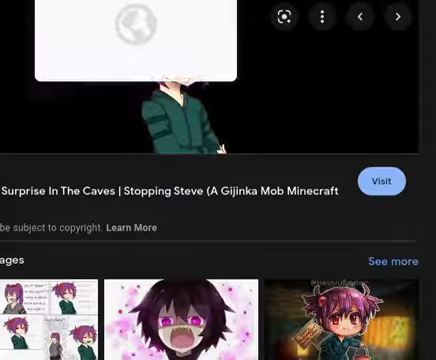 Surprise In The Caves | Stopping Steve (A Gijinka Mob Minecraft
Visit
be subject to copyright. Learn More
ages
See more